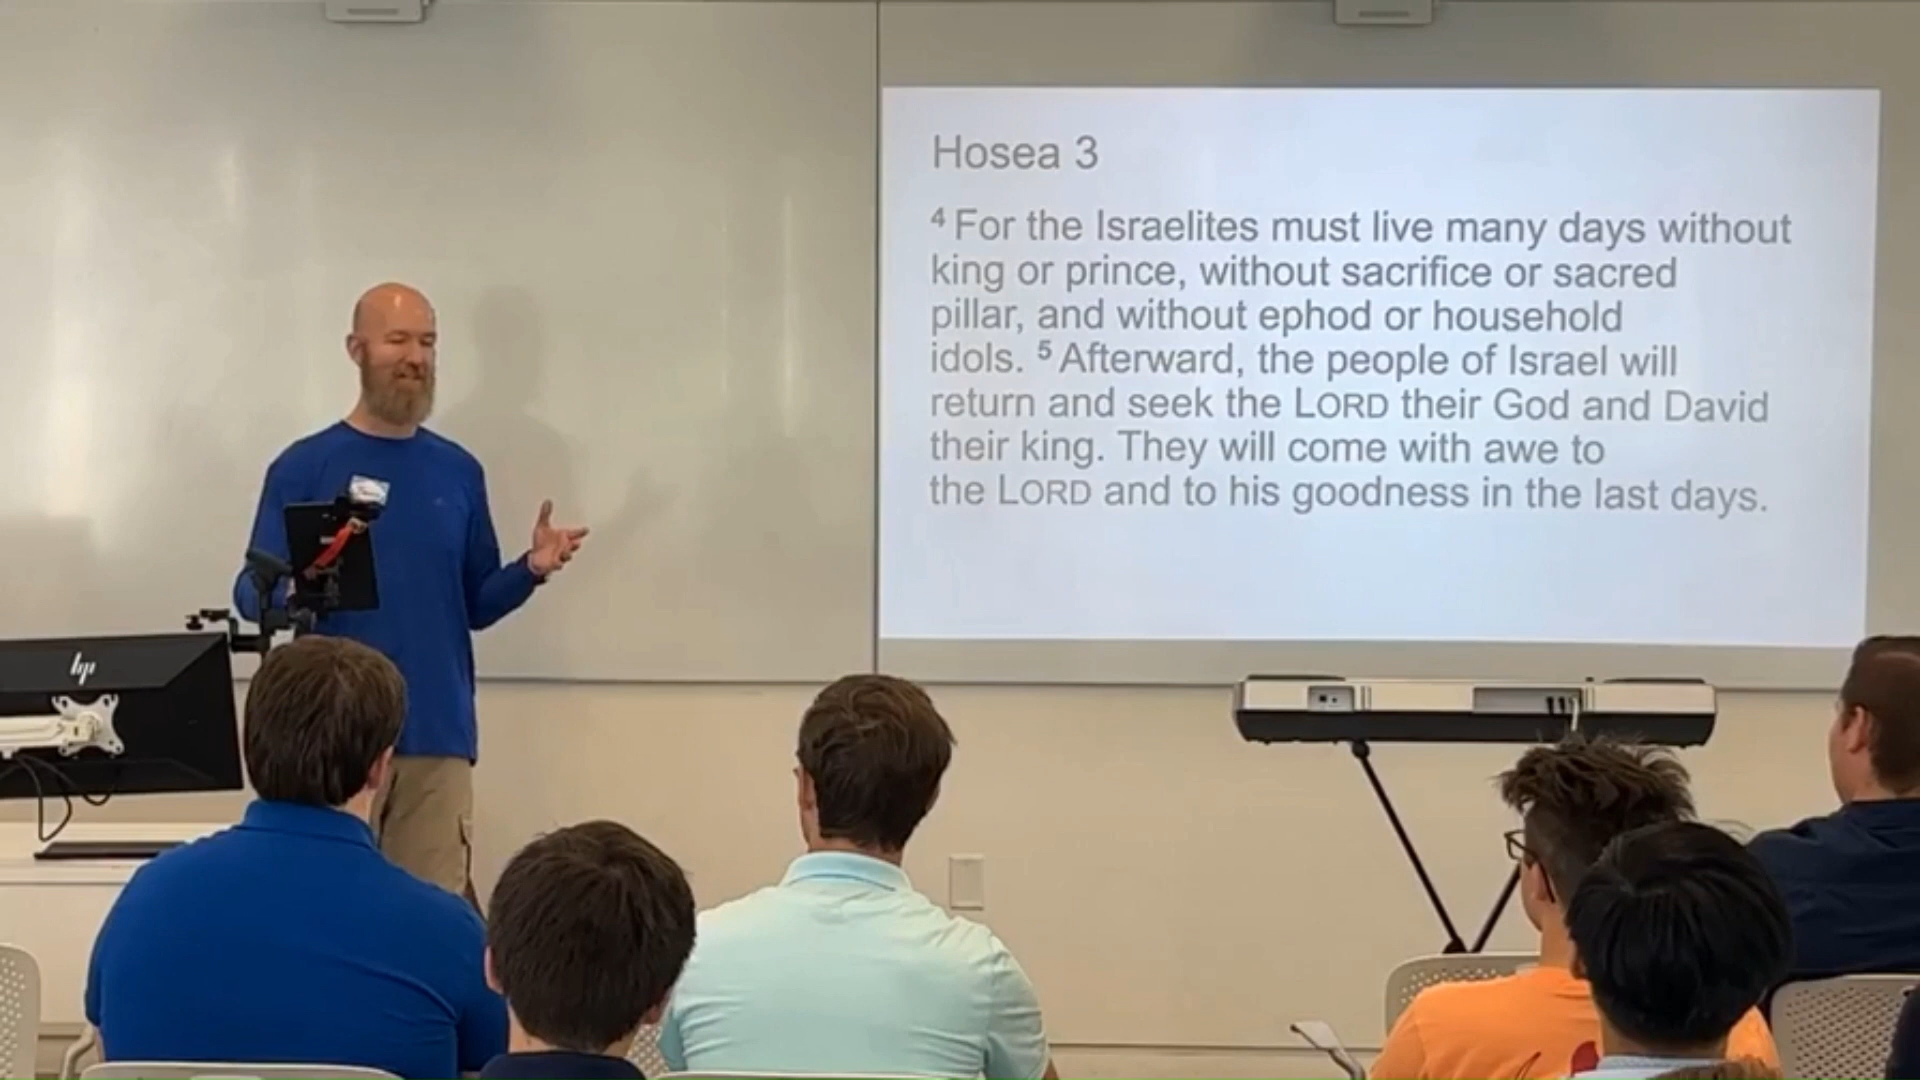 Hosea 3
4 For the Israelites must live many days without
king or prince, without sacrifice or sacred
pillar, and without ephod or household
idols. 5 Afterward, the people of Israel will
return and seek the LORD their God and David
their king. They will come with awe to
the LORD and to his goodness in the last days.
hp